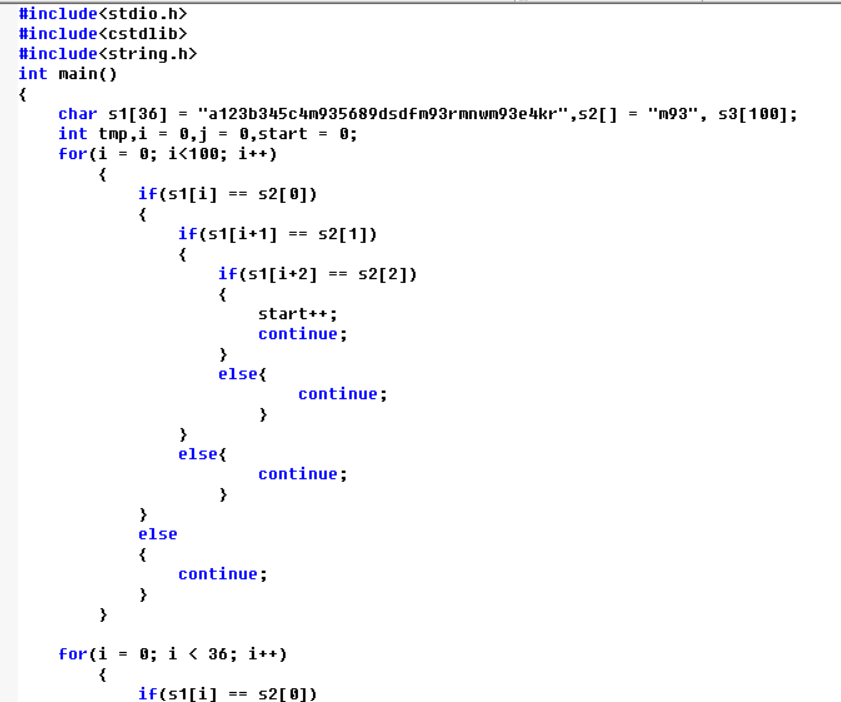 #include<stdio.h>
#include<cstdlib>
#include<string.h>
int main()
{
char s1[36] = "a123b345c4m935689dsdfm93rmnwm93e4kr",s2[] = "m93", s3[100];
int tmp,i = 0,j = 0,start = 0;
for(i = 0; i<100; i++)
{
if(s1[i] == s2[0])
{
if(s1[i+1] == s2[1])
{
if(s1[i+2] == s2[2])
{
start++;
continue;
}
else{
continue;
}
}
else{
continue;
}
}
else
{
continue;
}
}
for(i = 0; i < 36; i++)
{
if(s1[i] == s2[0])